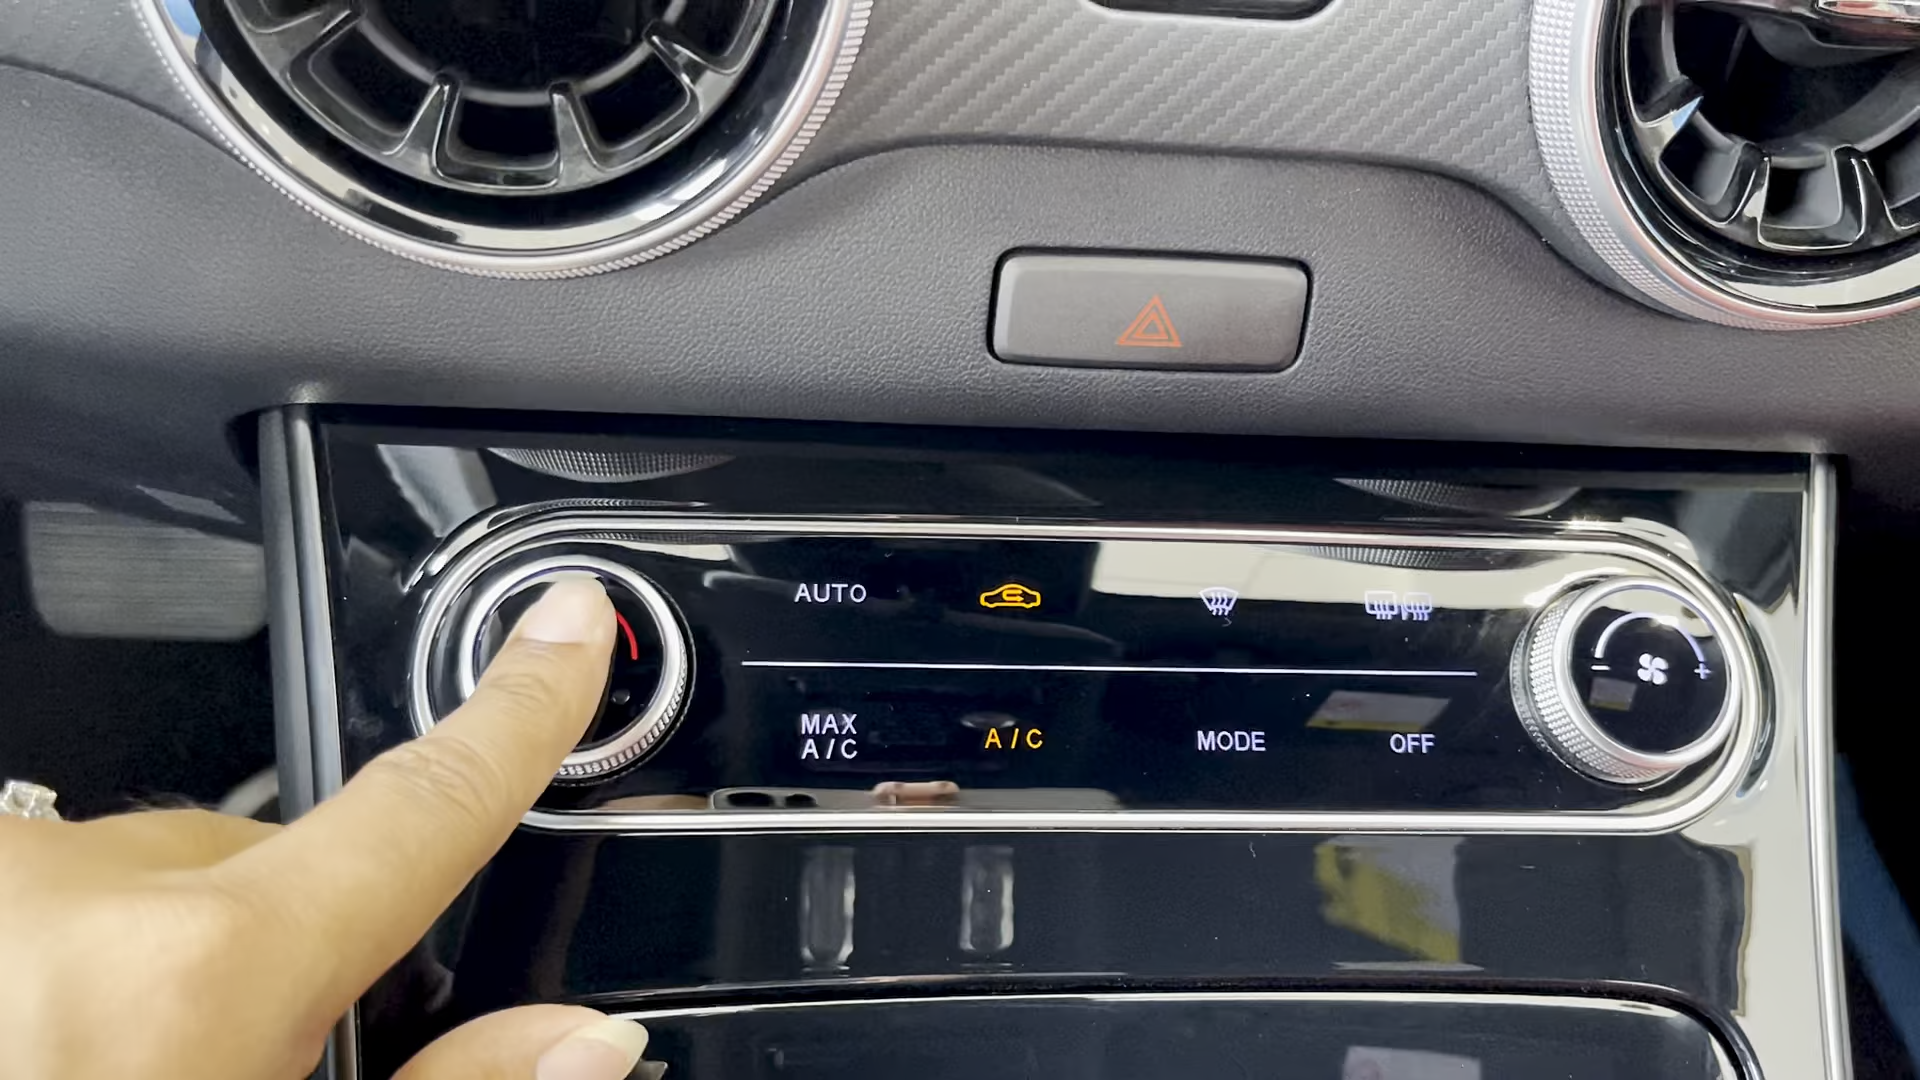 AUTO
MAX
A/C
A/C
MODE
OFF
- +